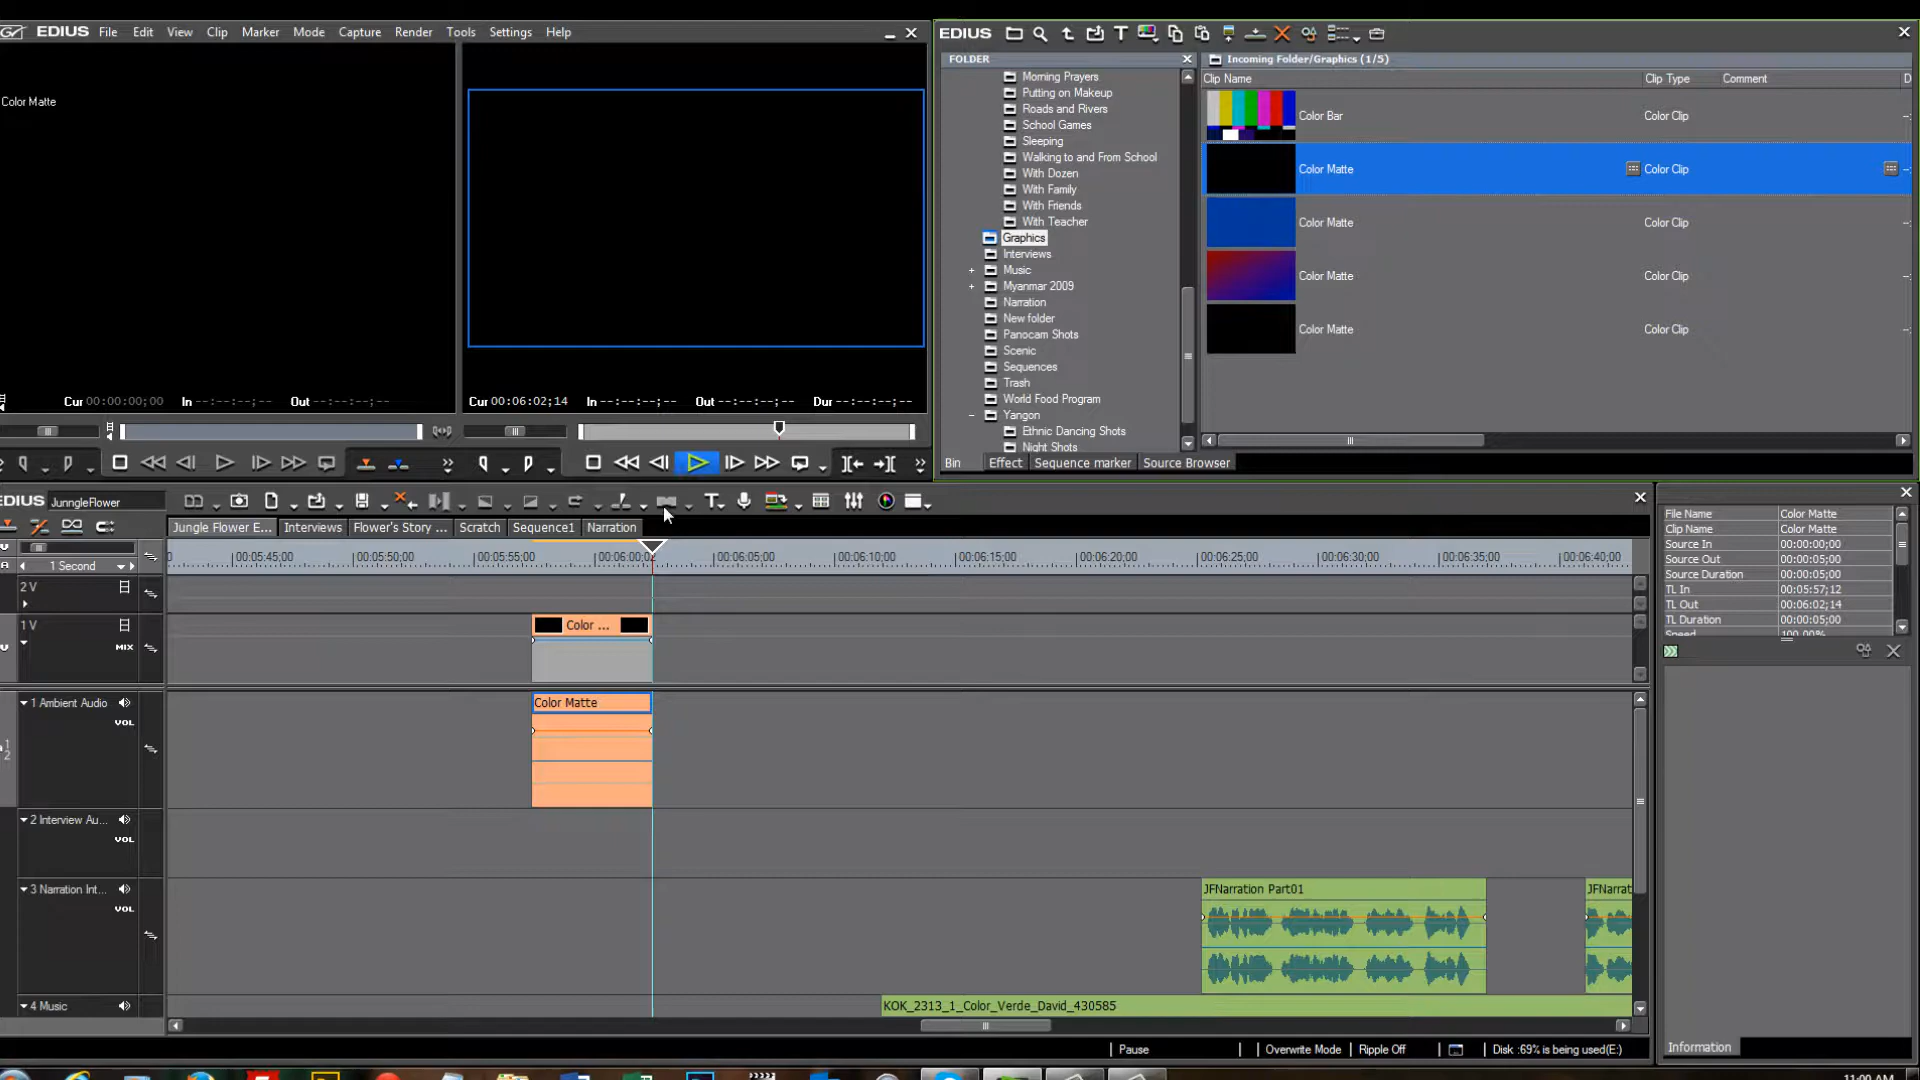 EDIUS File Edit View Clip Marker Mode Capture Render Tools Settings Help
Color Matte
Cur 00:00:00;00 In --:--:--;-- Out --:--:--;--
Cur 00:06:02;14 In --:--:--;-- Out --:--:--;-- Dur --:--:--;--
EDIUS
FOLDER
Morning Prayers
Putting on Makeup
Roads and Rivers
School Games
Sleeping
Walking to and From School
With Dozen
With Family
With Friends
With Teacher
Graphics
Interviews
Music
Myanmar 2009
Narration
New folder
Panocam Shots
Scenic
Sequences
Trash
World Food Program
Yangon
Ethnic Dancing Shots
Night Shots
Incoming Folder/Graphics (1/5)
Clip Name Clip Type Comment D
Color Bar Color Clip
Color Matte Color Clip
Color Matte Color Clip
Color Matte Color Clip
Color Matte Color Clip
Bin Effect Sequence marker Source Browser
EDIUS JunngleFlower
Jungle Flower E... Interviews Flower's Story ... Scratch Sequence1 Narration
00:05:45;00 00:05:50;00 00:05:55;00 00:06:00;02 00:06:05;00 00:06:10;00 00:06:15;00 00:06:20;00 00:06:25;00 00:06:30;00 00:06:35;00 00:06:40;00
1 Second
2 V
1 V Color ...
MIX
1 Ambient Audio Color Matte
VOL
2 Interview Au...
VOL
3 Narration Int... JFNarration Part01 JFNarrat
VOL
4 Music KOK_2313_1_Color_Verde_David_430585
File Name Color Matte
Clip Name Color Matte
Source In 00:00:00;00
Source Out 00:00:05;00
Source Duration 00:00:05;00
TL In 00:05:57;12
TL Out 00:06:02;14
TL Duration 00:00:05;00
Speed 100.00%
Information
Pause Overwrite Mode Ripple Off Disk :69% is being used(E:)
11:00 AM